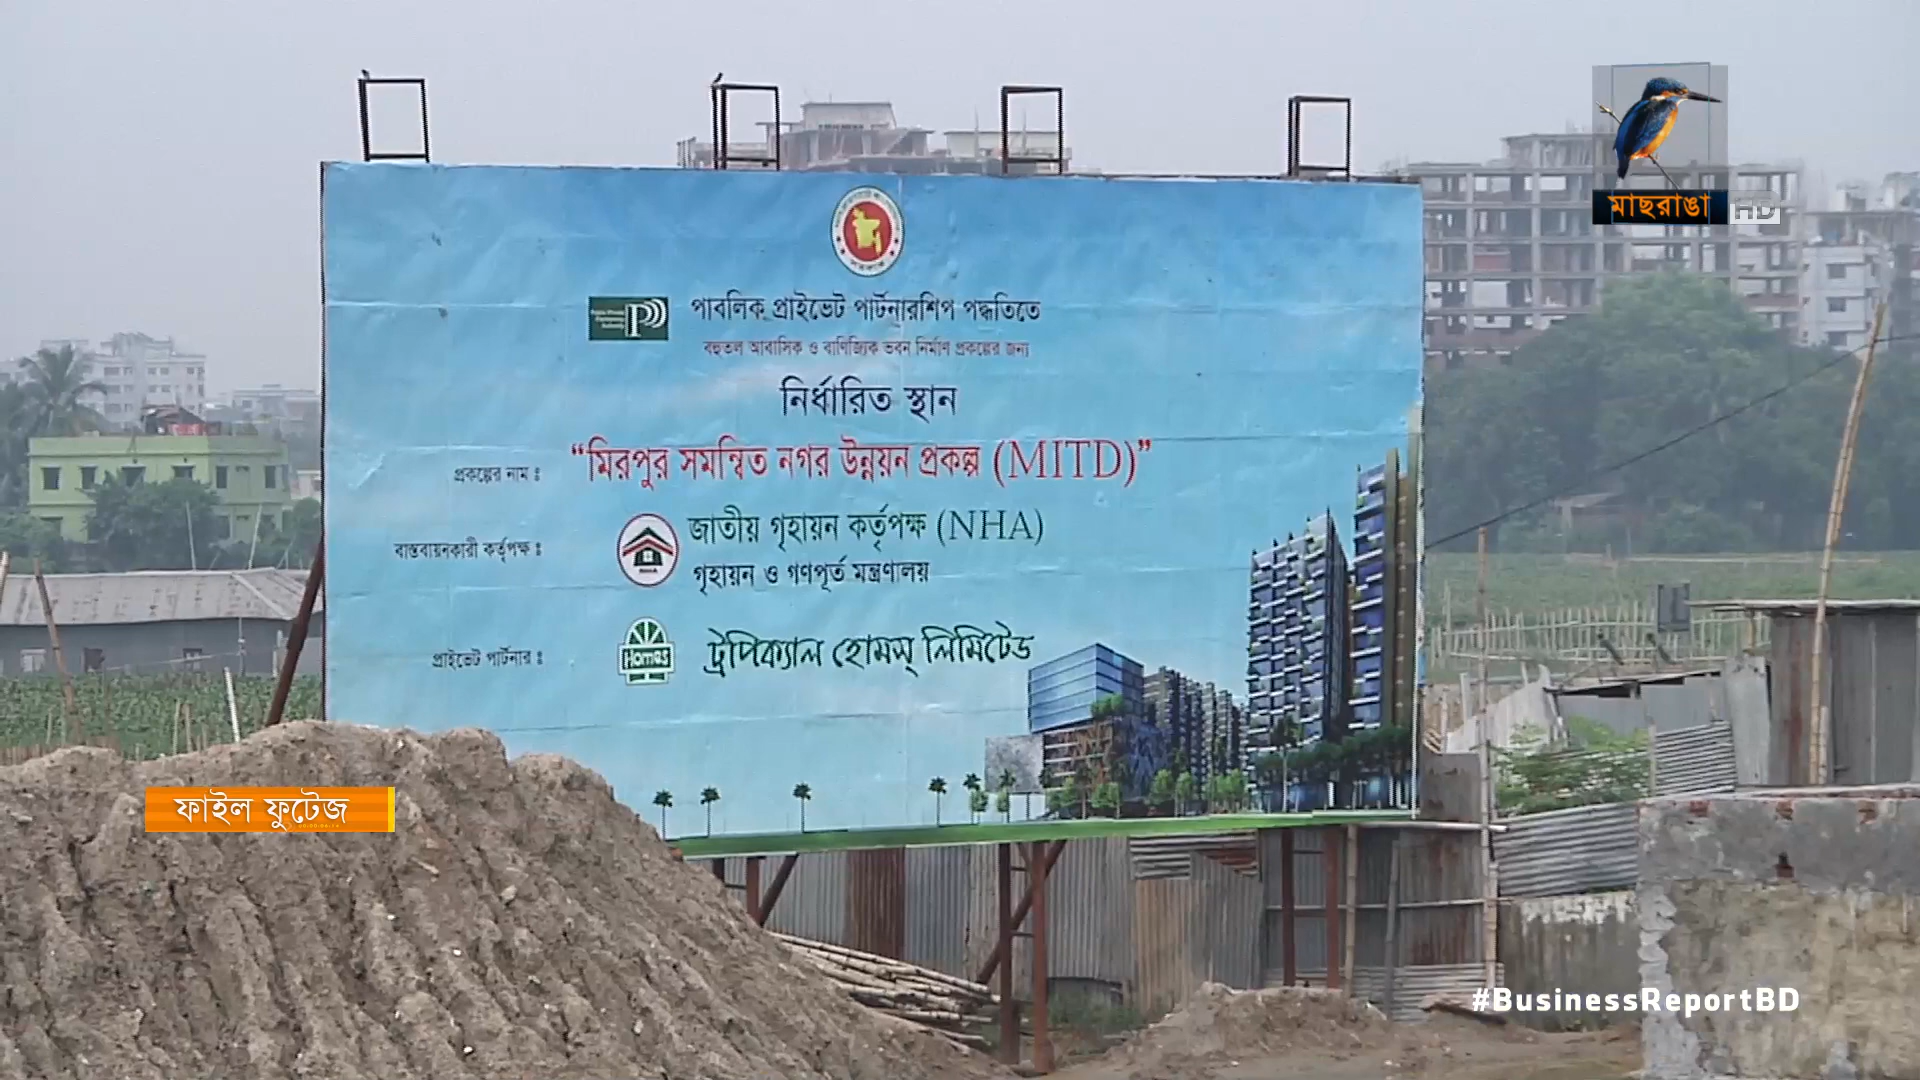 মাছরাঙা HD
পাবলিক প্রাইভেট পার্টনারশিপ পদ্ধতিতে
বহুতল আবাসিক ও বাণিজ্যিক ভবন নির্মাণ প্রকল্পের জন্য
নির্ধারিত স্থান
প্রকল্পের নাম ঃ “মিরপুর সমন্বিত নগর উন্নয়ন প্রকল্প (MITD)”
বাস্তবায়নকারী কর্তৃপক্ষ ঃ জাতীয় গৃহায়ন কর্তৃপক্ষ (NHA)
গৃহায়ন ও গণপূর্ত মন্ত্রণালয়
প্রাইভেট পার্টনার ঃ Homes ট্রপিক্যাল হোমস্ লিমিটেড
ফাইল ফুটেজ
#BusinessReportBD